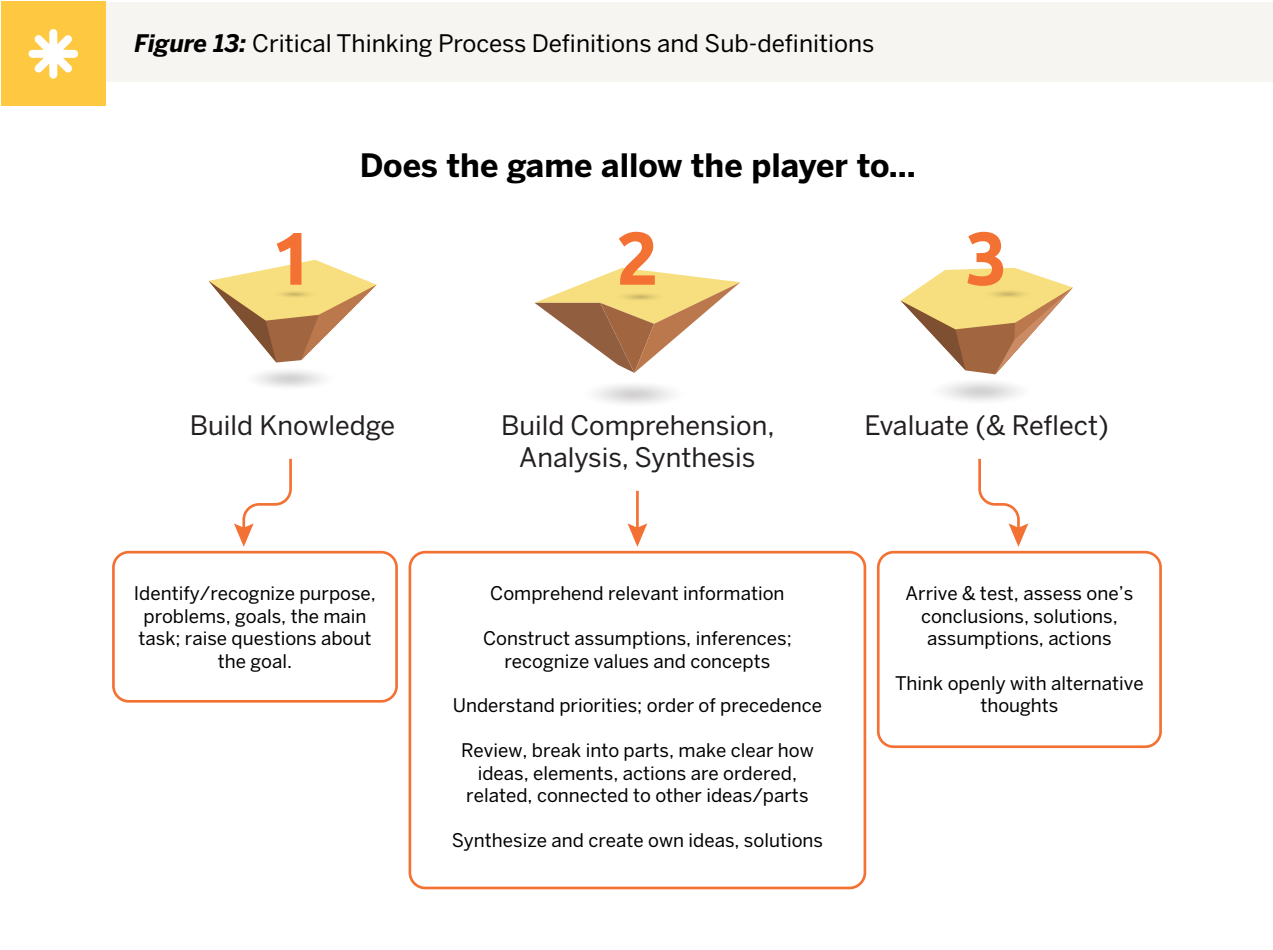 Figure 13: Critical Thinking Process Definitions and Sub-definitions
Does the game allow the player to...
1
Build Knowledge
Identify/recognize purpose,
problems, goals, the main
task; raise questions about
the goal.
2
Build Comprehension,
Analysis, Synthesis
Comprehend relevant information
Construct assumptions, inferences;
recognize values and concepts
Understand priorities; order of precedence
Review, break into parts, make clear how
ideas, elements, actions are ordered,
related, connected to other ideas/parts
Synthesize and create own ideas, solutions
3
Evaluate (& Reflect)
Arrive & test, assess one’s
conclusions, solutions,
assumptions, actions
Think openly with alternative
thoughts